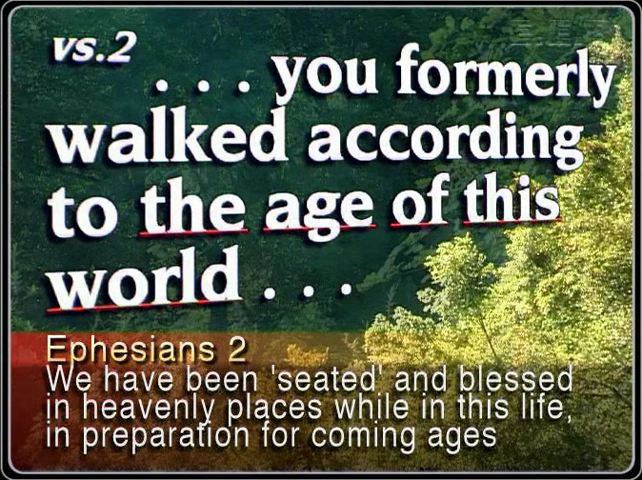 vs.2
. . . you formerly
walked according
to the age of this
world . . .
Ephesians 2
We have been 'seated' and blessed
in heavenly places while in this life,
in preparation for coming ages